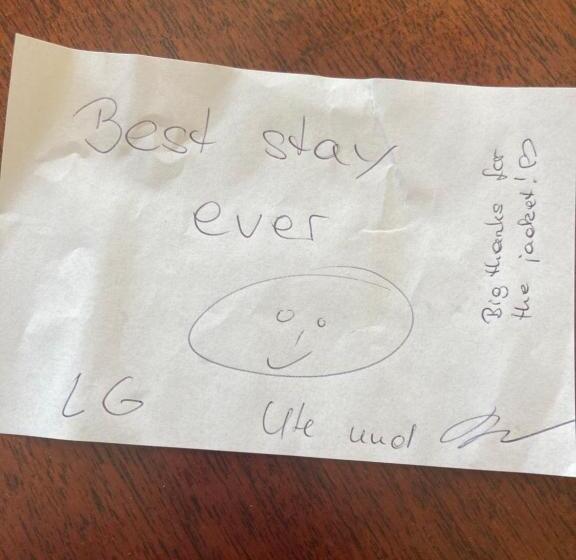 Best stay
ever
LG
Ute und
Big thanks for
the jacket! ♡